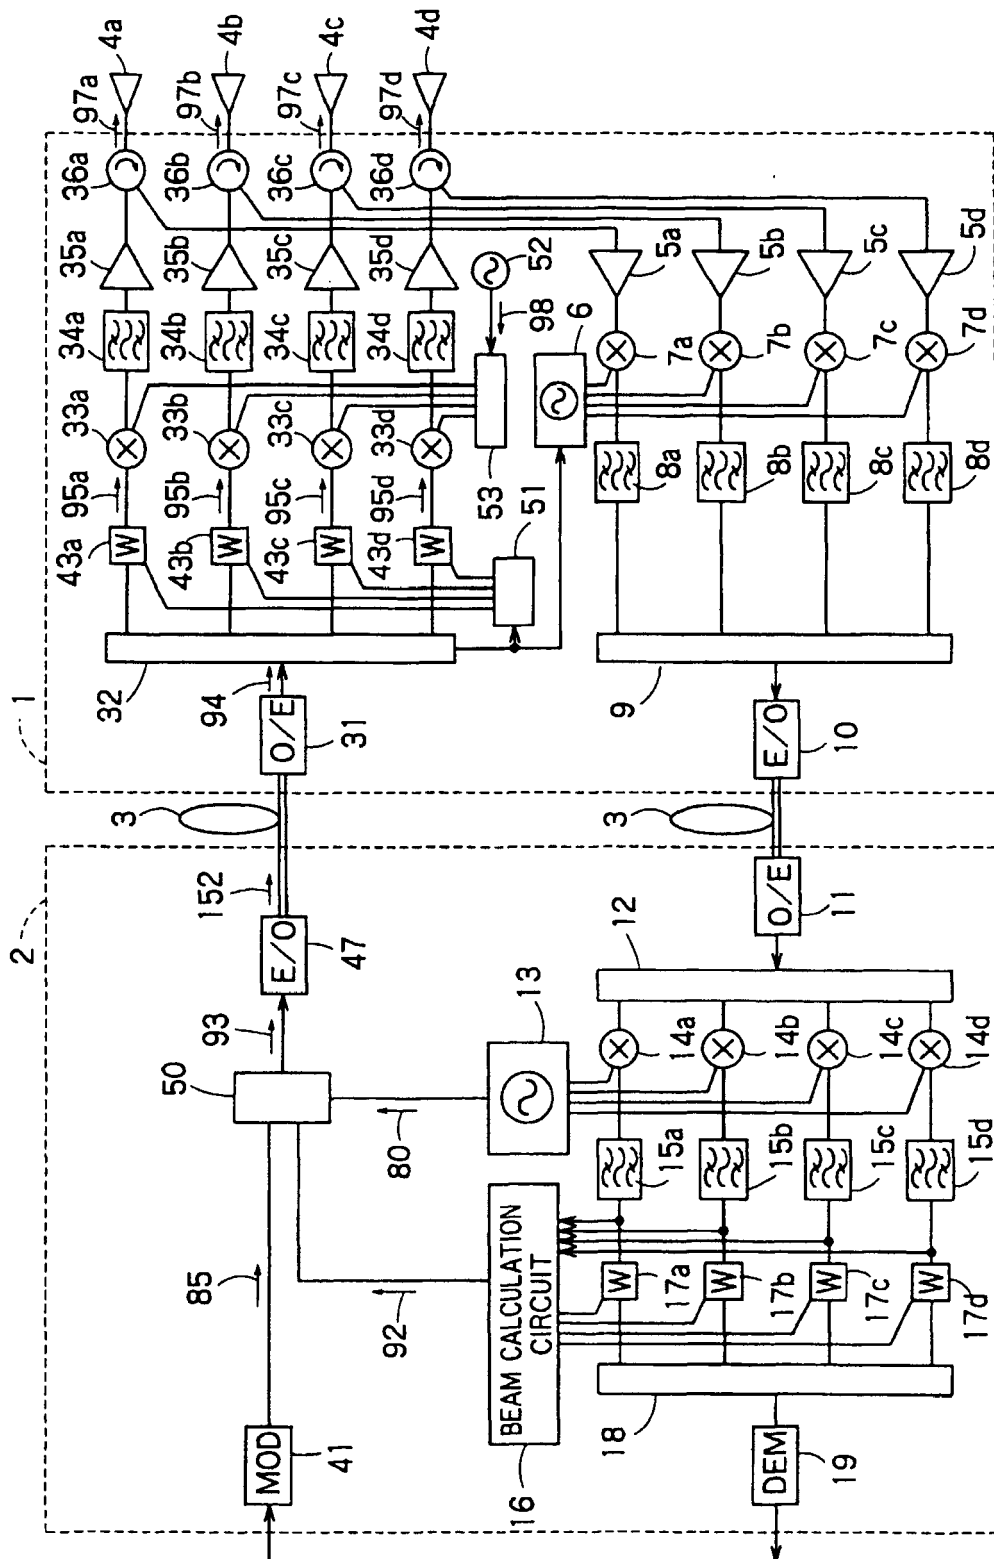 2
1
36a
97a
4a
43a
95a
33a
34a
35a
W
43b
95b
33b
34b
35b
36b
97b
4b
W
43c
95c
33c
34c
35c
36c
97c
4c
W
43d
95d
33d
34d
35d
36d
97d
4d
W
3
32
94
85
50
93
152
MOD
E/O
O/E
41
47
31
92
80
53
51
52
98
16
BEAM CALCULATION
CIRCUIT
13
6
3
12
9
17a
W
15a
14a
8a
7a
5a
17b
W
15b
14b
8b
7b
5b
17c
W
15c
14c
8c
7c
5c
17d
W
15d
14d
8d
7d
5d
18
DEM
19
O/E
11
E/O
10